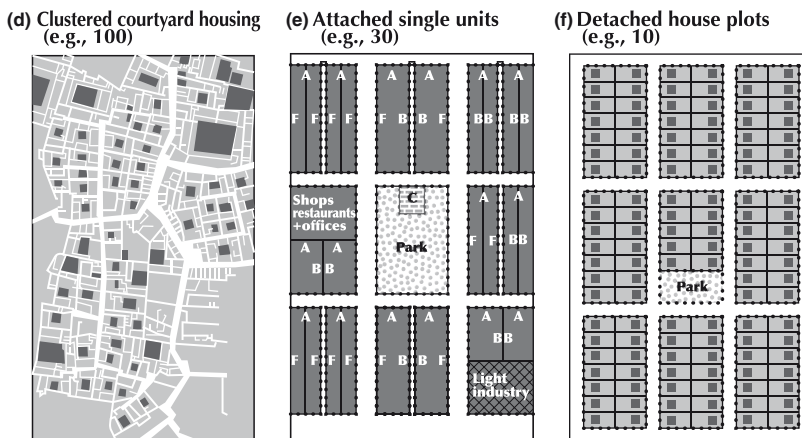 (d) Clustered courtyard housing
(e.g., 100)
(e) Attached single units
(e.g., 30)
(f) Detached house plots
(e.g., 10)
A A A A A A
F F F F F B B F BB BB
Shops
restaurants
+offices
A A
B B
C
Park
A A
F F BB
Park
A A A A A A
F F F F F B B F BB
Light
industry